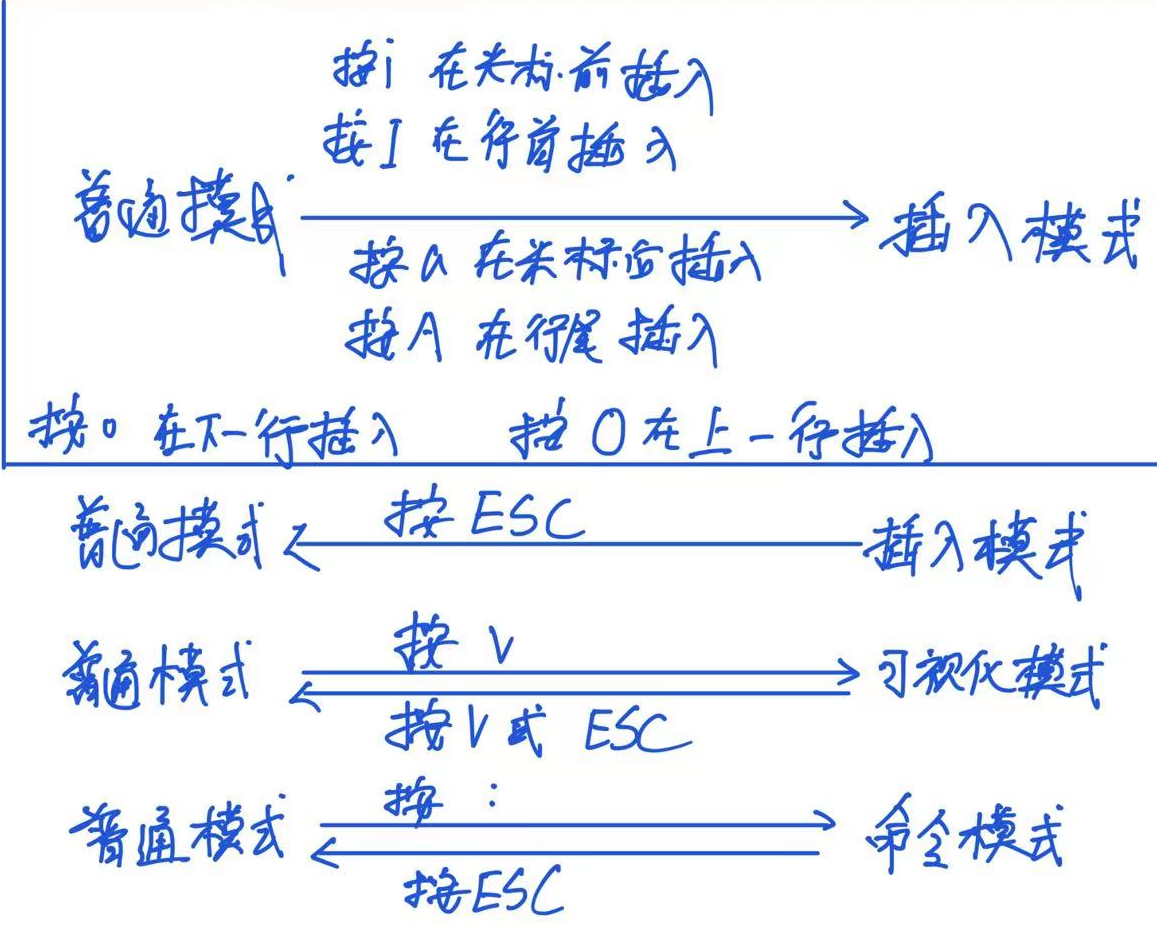 按i 在光标前插入
按I 在行首插入
普通模式 插入模式
按a 在光标后插入
按A 在行尾插入
按o 在下一行插入 按O在上一行插入
按ESC
普通模式 插入模式
按 V
普通模式 可视化模式
按V或 ESC
按 :
普通模式 命令模式
按ESC